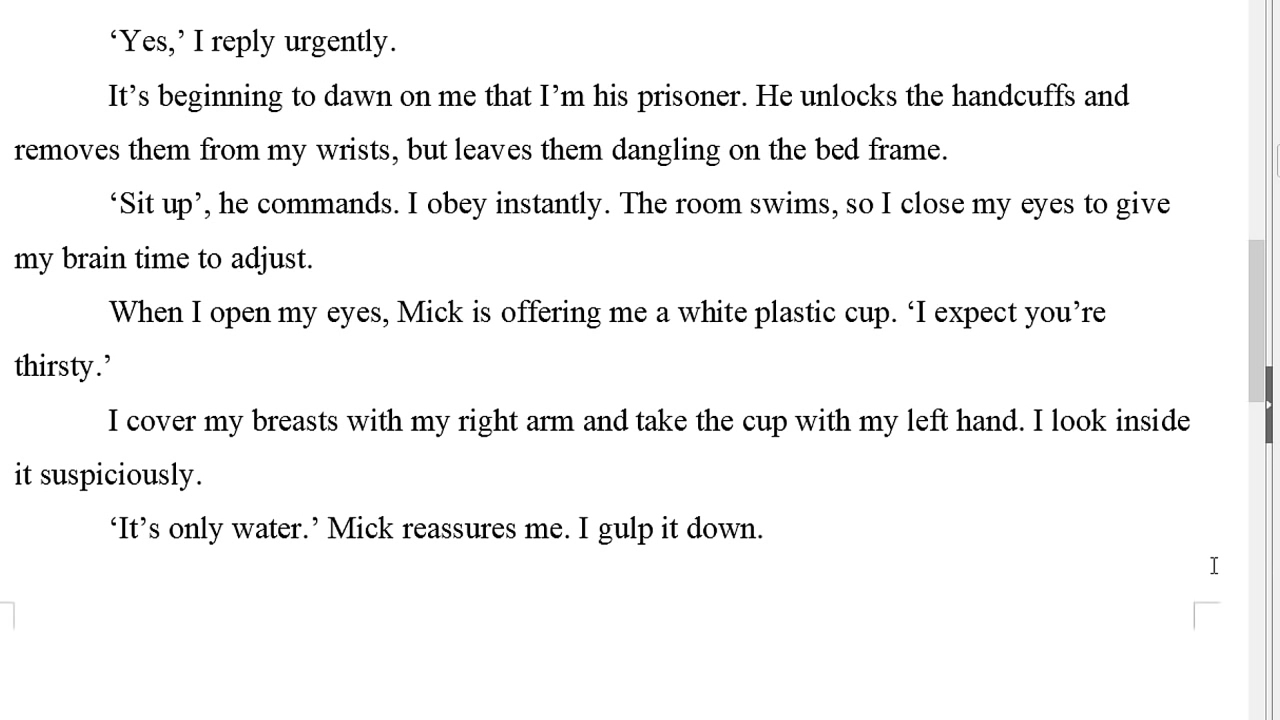 ‘Yes,’ I reply urgently.
It’s beginning to dawn on me that I’m his prisoner. He unlocks the handcuffs and
removes them from my wrists, but leaves them dangling on the bed frame.
‘Sit up’, he commands. I obey instantly. The room swims, so I close my eyes to give
my brain time to adjust.
When I open my eyes, Mick is offering me a white plastic cup. ‘I expect you’re
thirsty.’
I cover my breasts with my right arm and take the cup with my left hand. I look inside
it suspiciously.
‘It’s only water.’ Mick reassures me. I gulp it down.